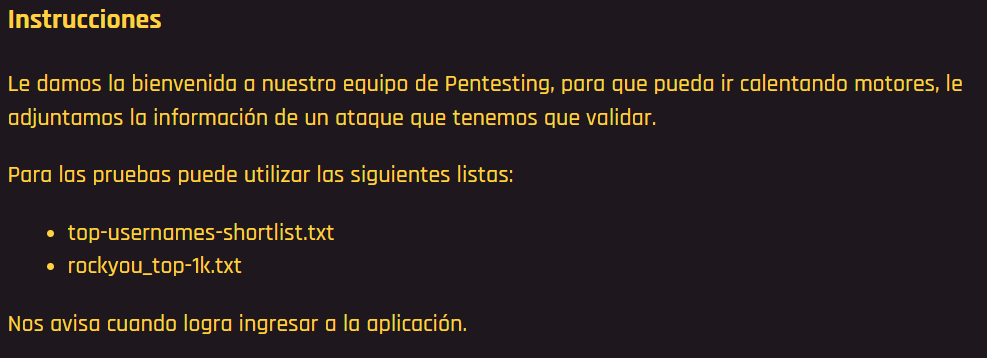 Instrucciones
Le damos la bienvenida a nuestro equipo de Pentesting, para que pueda ir calentando motores, le
adjuntamos la información de un ataque que tenemos que validar.
Para las pruebas puede utilizar las siguientes listas:
• top-usernames-shortlist.txt
• rockyou_top-1k.txt
Nos avisa cuando logra ingresar a la aplicación.